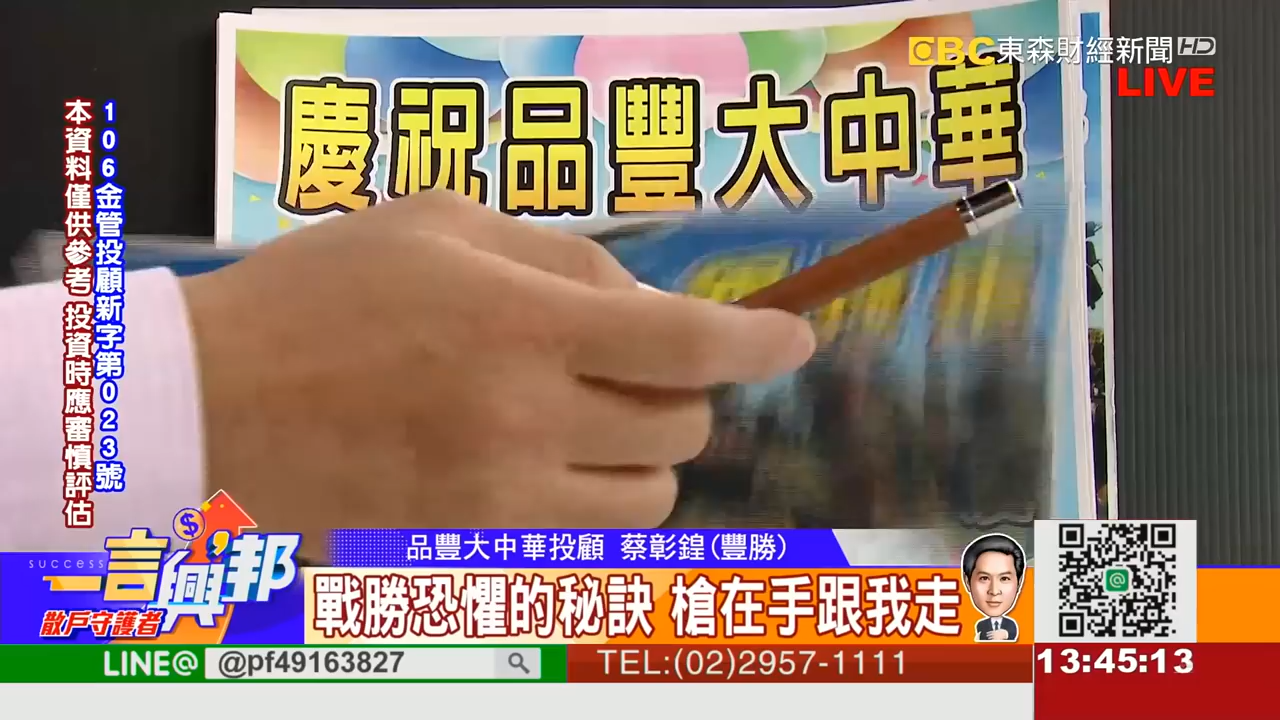 EBC東森財經新聞HD
LIVE
慶祝品豐大中華
106金管投顧新字第023號
本資料僅供參考 投資時應審慎評估
品豐大中華投顧 蔡彰鍠(豐勝)
success
一言興邦
散戶守護者
戰勝恐懼的秘訣 槍在手跟我走
LINE@ @pf49163827
TEL:(02)2957-1111
13:45:13